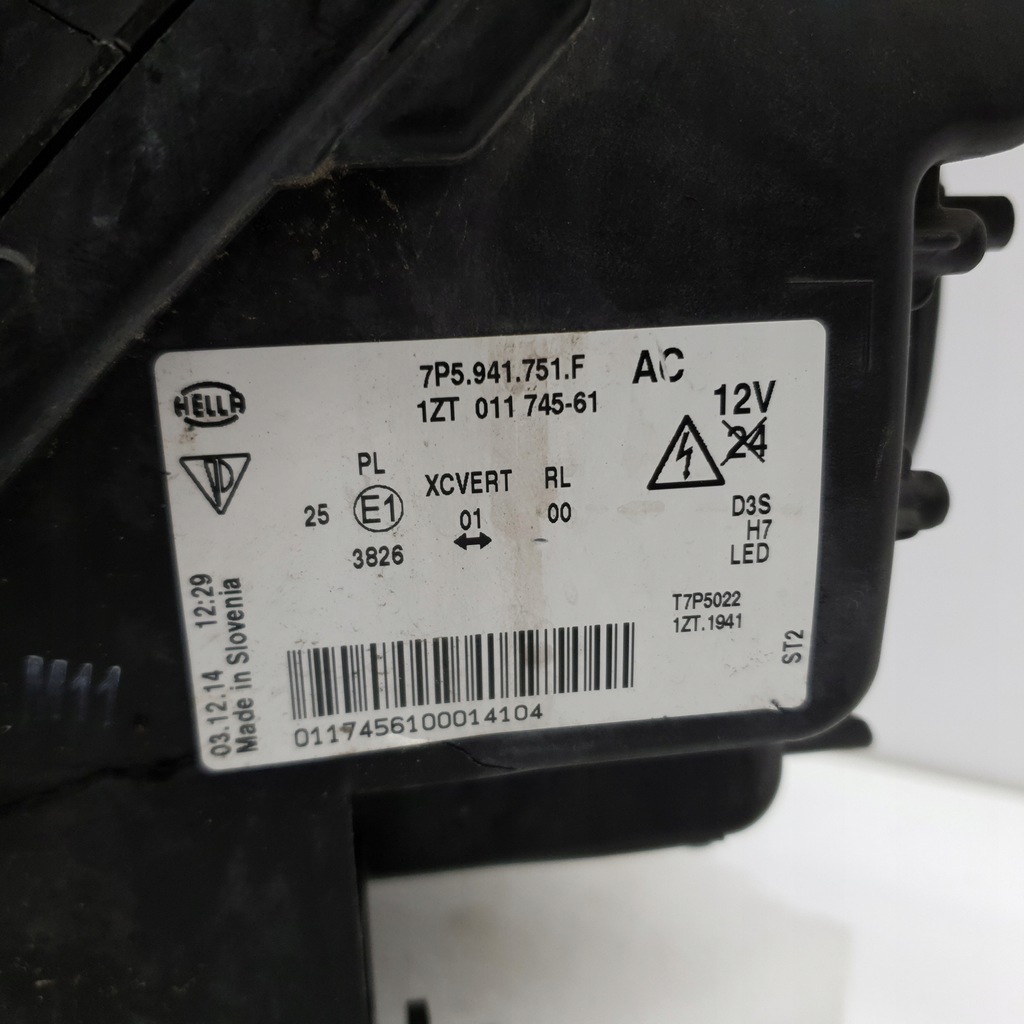 7P5.941.751.F
AC
1ZT 011 745-61
HELLA
12V
24
PL
XCVERT
RL
25
E1
01
00
3826
D3S
H7
LED
T7P5022
1ZT.1941
ST2
03.12.14 12:29
Made in Slovenia
0117456100014104